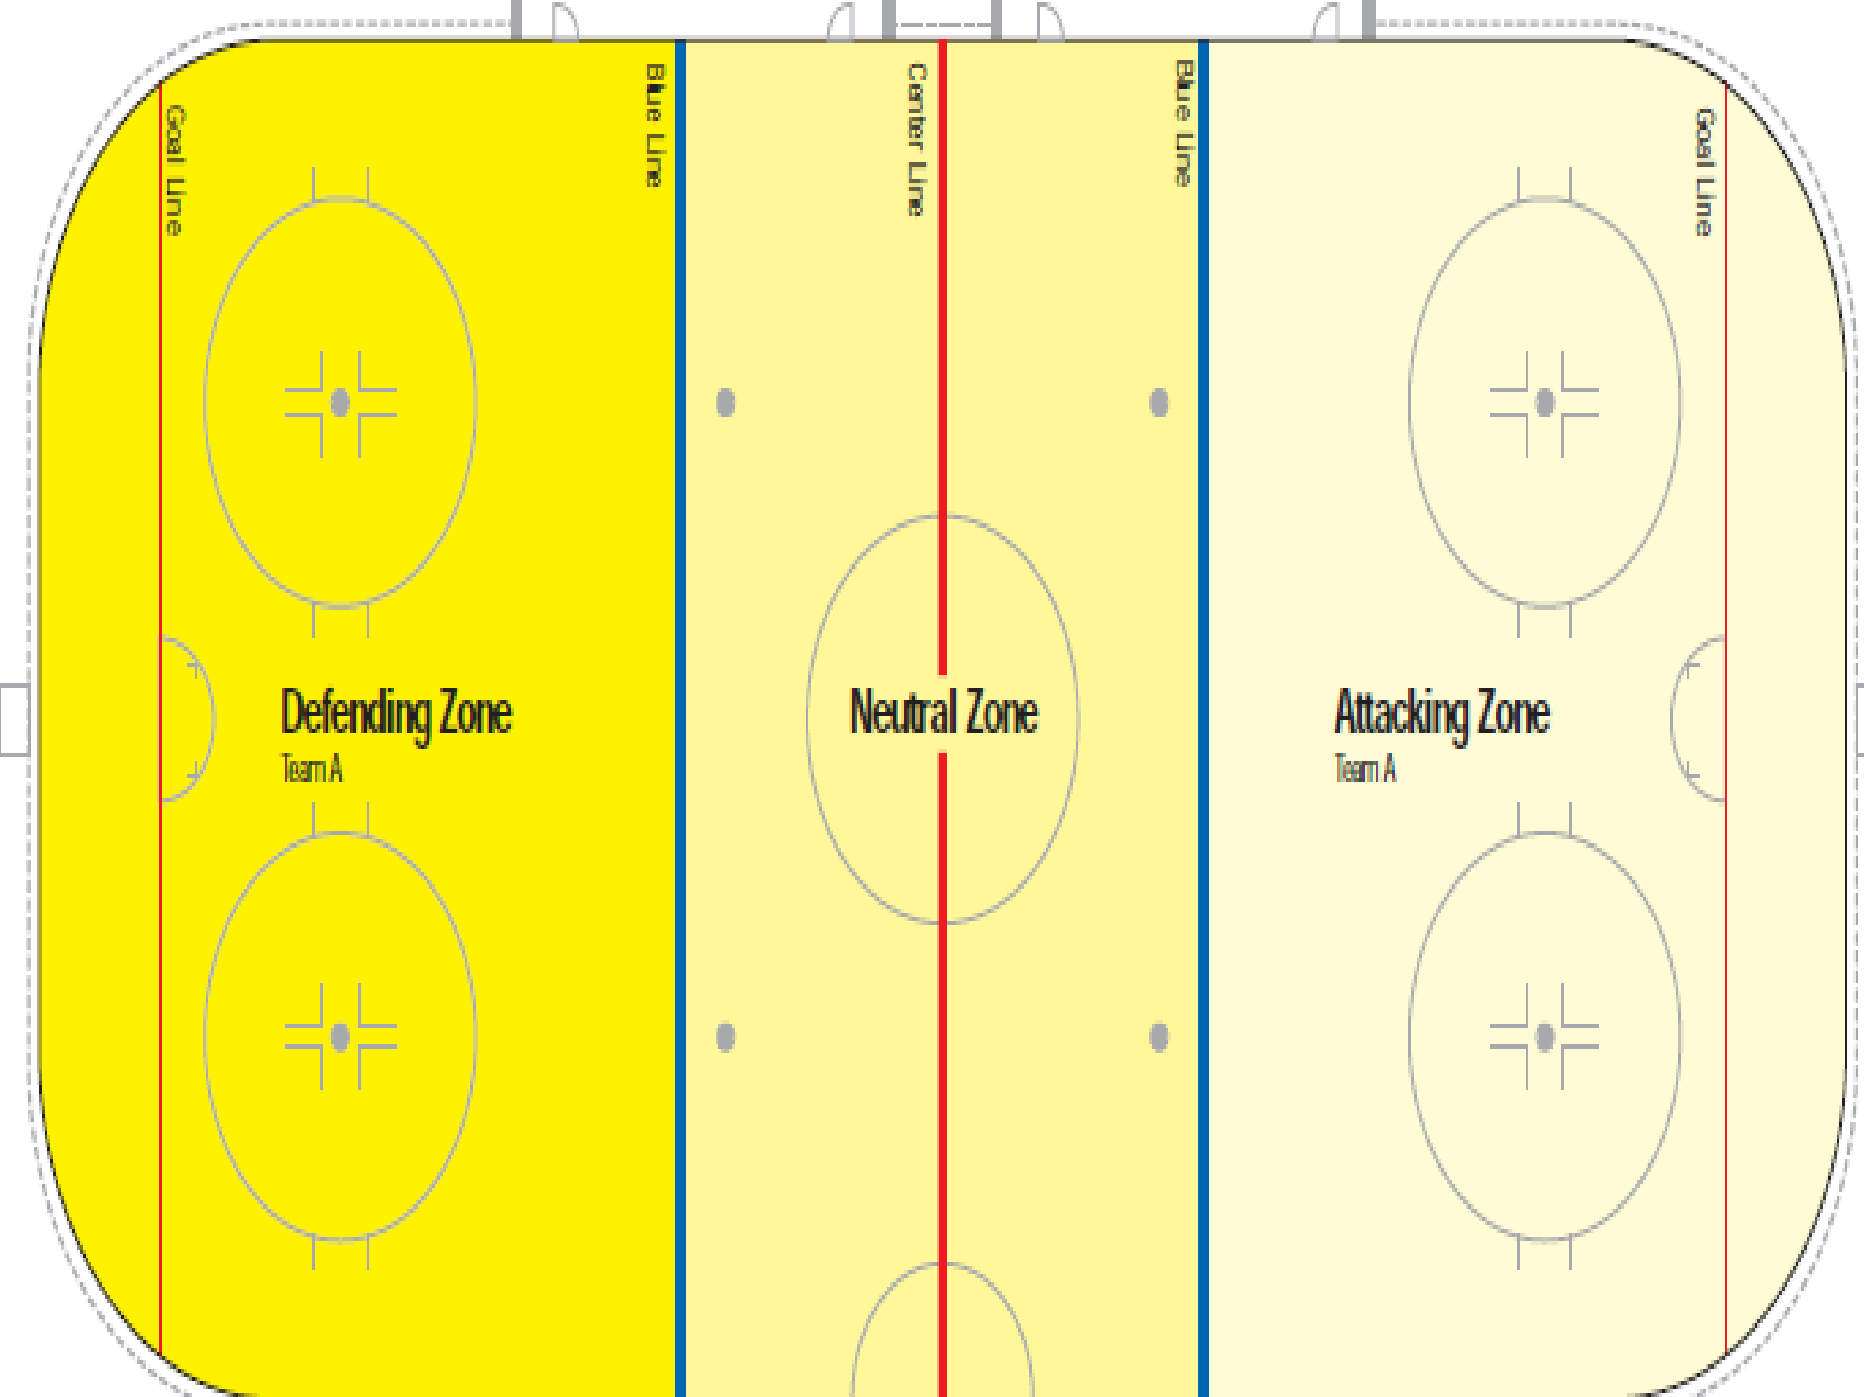 Goal Line
Blue Line
Center Line
Blue Line
Goal Line
Defending Zone
Team A
Neutral Zone
Attacking Zone
Team A